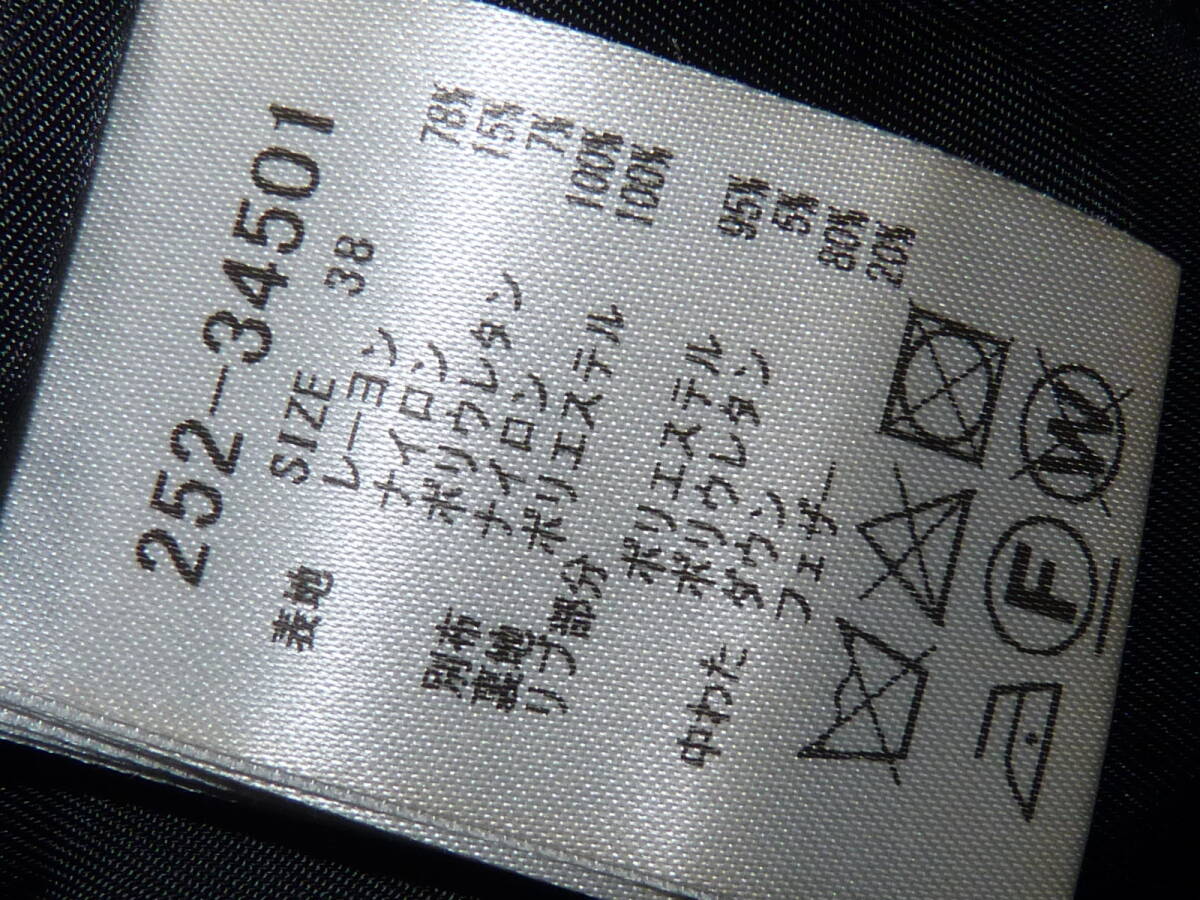 252-34501
SIZE 38
表地 レーヨン 78%
ナイロン 15%
ポリウレタン 7%
別布 ナイロン 100%
裏地 ポリエステル 100%
リブ部分
ポリエステル 95%
ポリウレタン 5%
中わた ダウン 80%
フェザー 20%
W
F